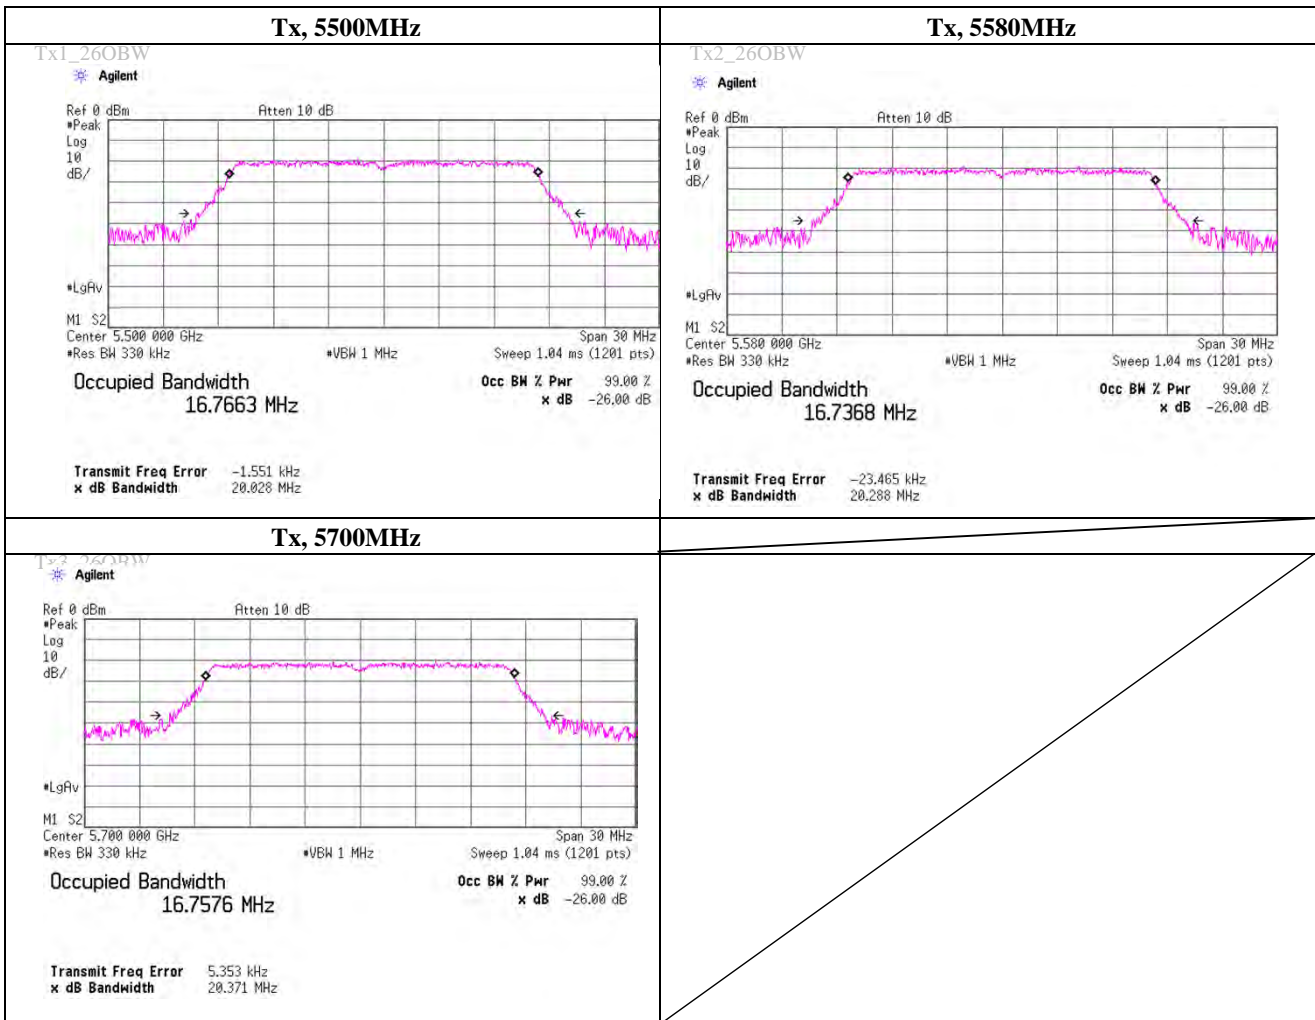 Tx, 5500MHz
Tx1_26OBW
Agilent
Ref 0 dBm Atten 10 dB
#Peak
Log
10
dB/
#LgAv
M1 S2
Center 5.500 000 GHz Span 30 MHz
#Res BW 330 kHz #VBW 1 MHz Sweep 1.04 ms (1201 pts)
Occupied Bandwidth Occ BW % Pwr 99.00 %
16.7663 MHz x dB -26.00 dB
Transmit Freq Error -1.551 kHz
x dB Bandwidth 20.028 MHz
Tx, 5580MHz
Tx2_26OBW
Agilent
Ref 0 dBm Atten 10 dB
#Peak
Log
10
dB/
#LgAv
M1 S2
Center 5.580 000 GHz Span 30 MHz
#Res BW 330 kHz #VBW 1 MHz Sweep 1.04 ms (1201 pts)
Occupied Bandwidth Occ BW % Pwr 99.00 %
16.7368 MHz x dB -26.00 dB
Transmit Freq Error -23.465 kHz
x dB Bandwidth 20.288 MHz
Tx, 5700MHz
Tx3_26OBW
Agilent
Ref 0 dBm Atten 10 dB
#Peak
Log
10
dB/
#LgAv
M1 S2
Center 5.700 000 GHz Span 30 MHz
#Res BW 330 kHz #VBW 1 MHz Sweep 1.04 ms (1201 pts)
Occupied Bandwidth Occ BW % Pwr 99.00 %
16.7576 MHz x dB -26.00 dB
Transmit Freq Error 5.353 kHz
x dB Bandwidth 20.371 MHz